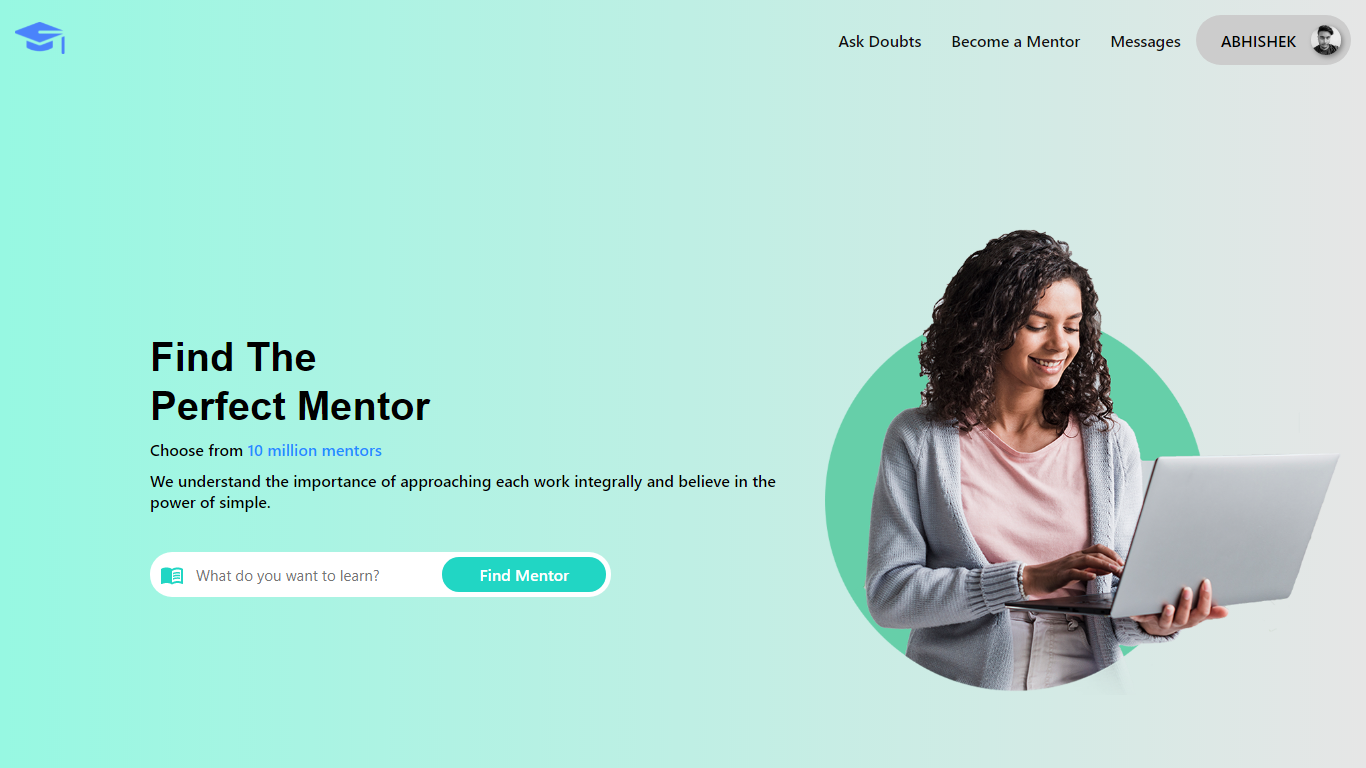 Ask Doubts
Become a Mentor
Messages
ABHISHEK
Find The
Perfect Mentor
Choose from 10 million mentors
We understand the importance of approaching each work integrally and believe in the
power of simple.
What do you want to learn?
Find Mentor